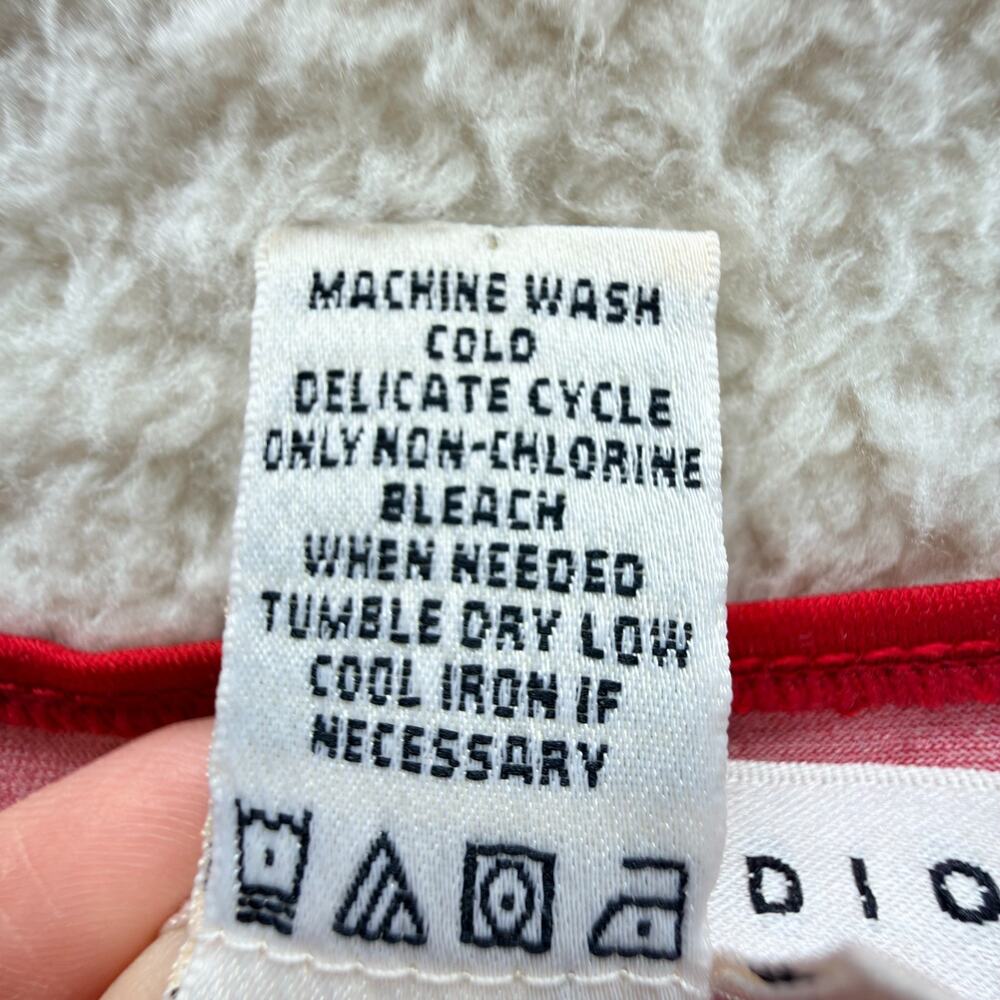 MACHINE WASH
COLD
DELICATE CYCLE
ONLY NON-CHLORINE
BLEACH
WHEN NEEDED
TUMBLE DRY LOW
COOL IRON IF
NECESSARY
DIO